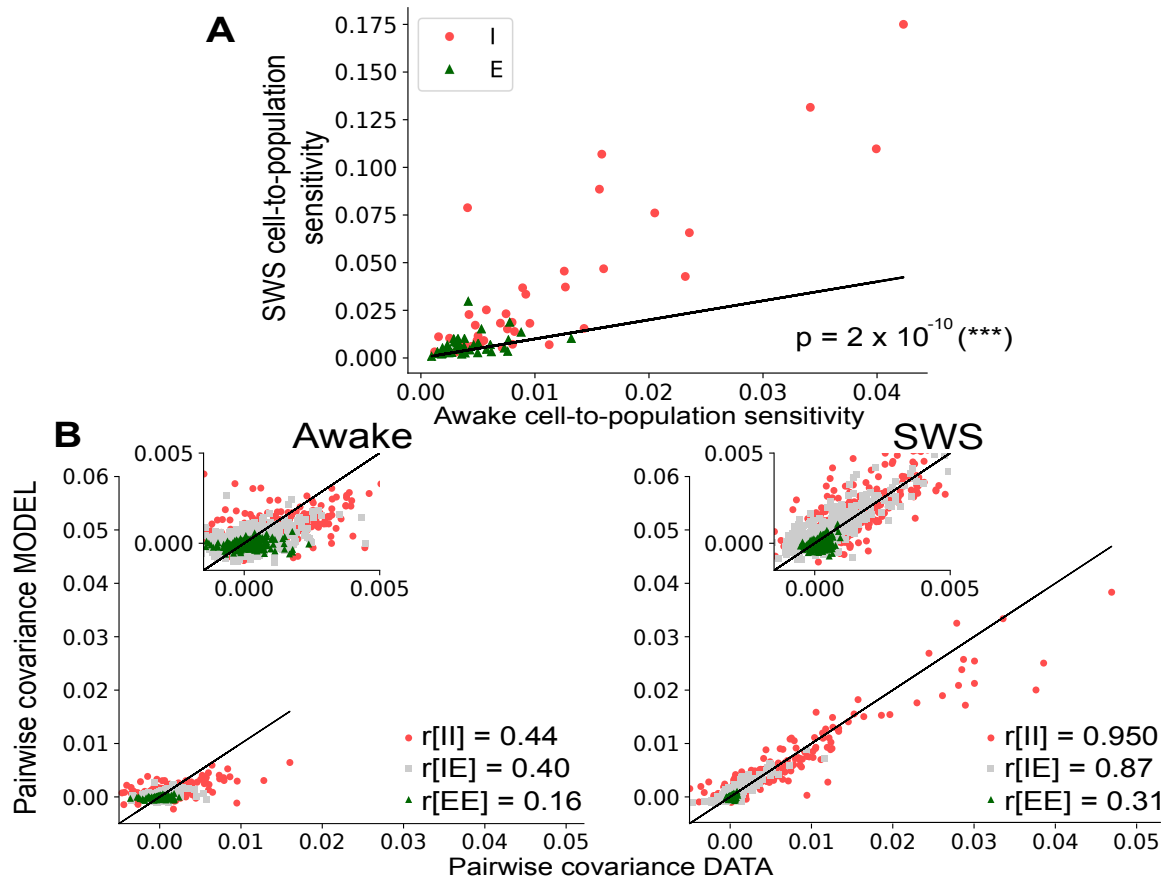 A
SWS cell-to-population
sensitivity
0.175
0.150
0.125
0.100
0.075
0.050
0.025
0.000
I
E
p = 2 x 10⁻¹⁰ (***)
0.00
0.01
0.02
0.03
0.04
Awake cell-to-population sensitivity
B
Awake
SWS
Pairwise covariance MODEL
0.06
0.05
0.04
0.03
0.02
0.01
0.00
0.005
0.000
0.000
0.005
r[II] = 0.44
r[IE] = 0.40
r[EE] = 0.16
0.00
0.01
0.02
0.03
0.04
0.05
0.06
0.05
0.04
0.03
0.02
0.01
0.00
0.005
0.000
0.000
0.005
r[II] = 0.950
r[IE] = 0.87
r[EE] = 0.31
0.00
0.01
0.02
0.03
0.04
0.05
Pairwise covariance DATA